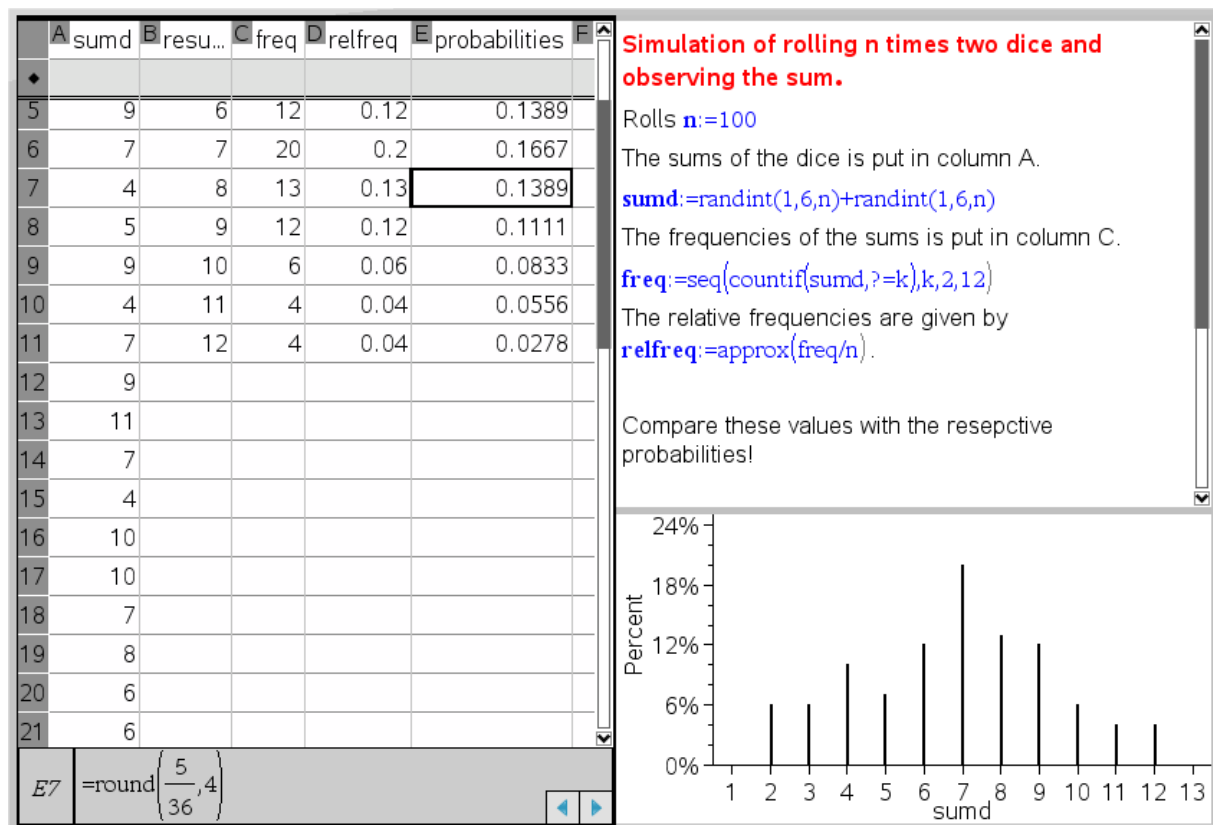 A sumd B resu... C freq D relfreq E probabilities F
◆
5 9 6 12 0.12 0.1389
6 7 7 20 0.2 0.1667
7 4 8 13 0.13 0.1389
8 5 9 12 0.12 0.1111
9 9 10 6 0.06 0.0833
10 4 11 4 0.04 0.0556
11 7 12 4 0.04 0.0278
12 9
13 11
14 7
15 4
16 10
17 10
18 7
19 8
20 6
21 6
E7 =round(5/36,4)
Simulation of rolling n times two dice and
observing the sum.
Rolls n:=100
The sums of the dice is put in column A.
sumd:=randint(1,6,n)+randint(1,6,n)
The frequencies of the sums is put in column C.
freq:=seq(countif(sumd,?=k),k,2,12)
The relative frequencies are given by
relfreq:=approx(freq/n).
Compare these values with the resepctive
probabilities!
24%
18%
12%
6%
0%
Percent
1 2 3 4 5 6 7 8 9 10 11 12 13
sumd